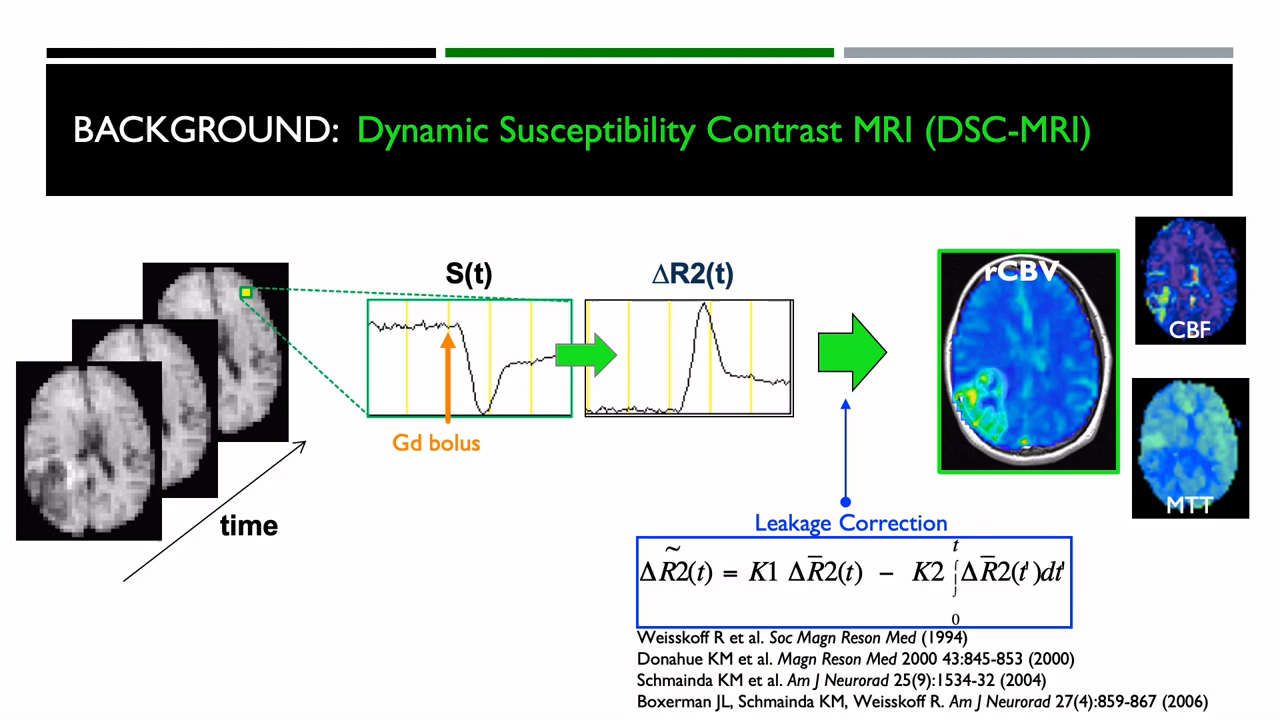 BACKGROUND: Dynamic Susceptibility Contrast MRI (DSC-MRI)
S(t)
ΔR2(t)
rCBV
CBF
Gd bolus
MTT
time
Leakage Correction
ΔR̃2(t) = K1 ΔR̅2(t) − K2 ∫₀ᵗ ΔR̅2(t')dt'
Weisskoff R et al. Soc Magn Reson Med (1994)
Donahue KM et al. Magn Reson Med 2000 43:845-853 (2000)
Schmainda KM et al. Am J Neurorad 25(9):1534-32 (2004)
Boxerman JL, Schmainda KM, Weisskoff R. Am J Neurorad 27(4):859-867 (2006)